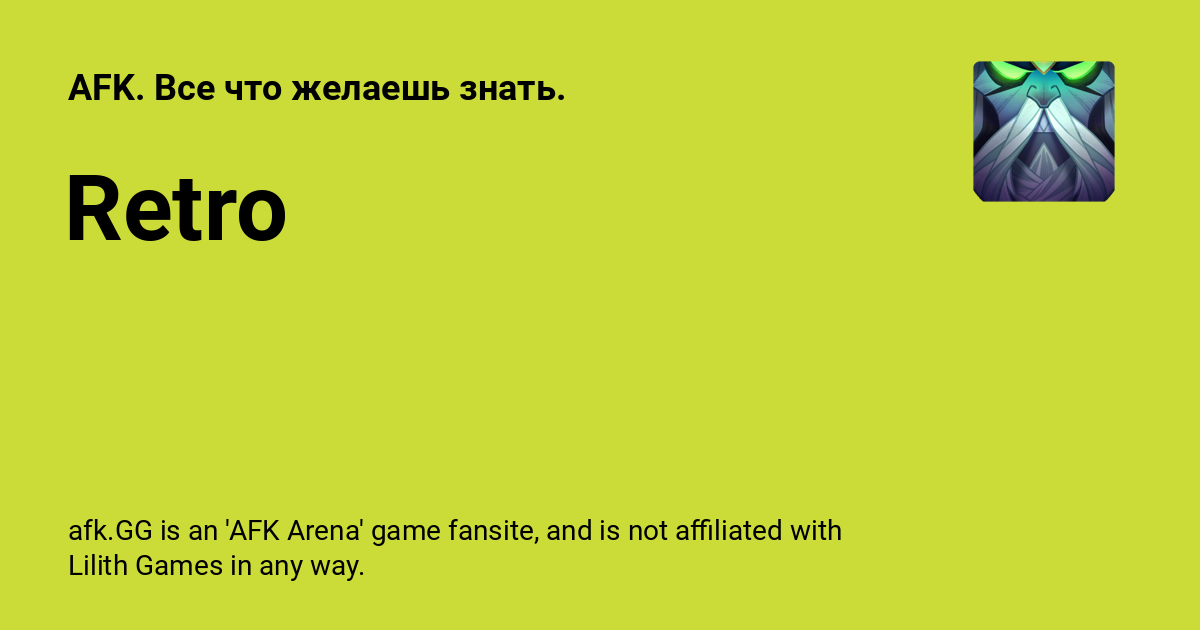 AFK. Все что желаешь знать.
Retro
afk.GG is an 'AFK Arena' game fansite, and is not affiliated with
Lilith Games in any way.